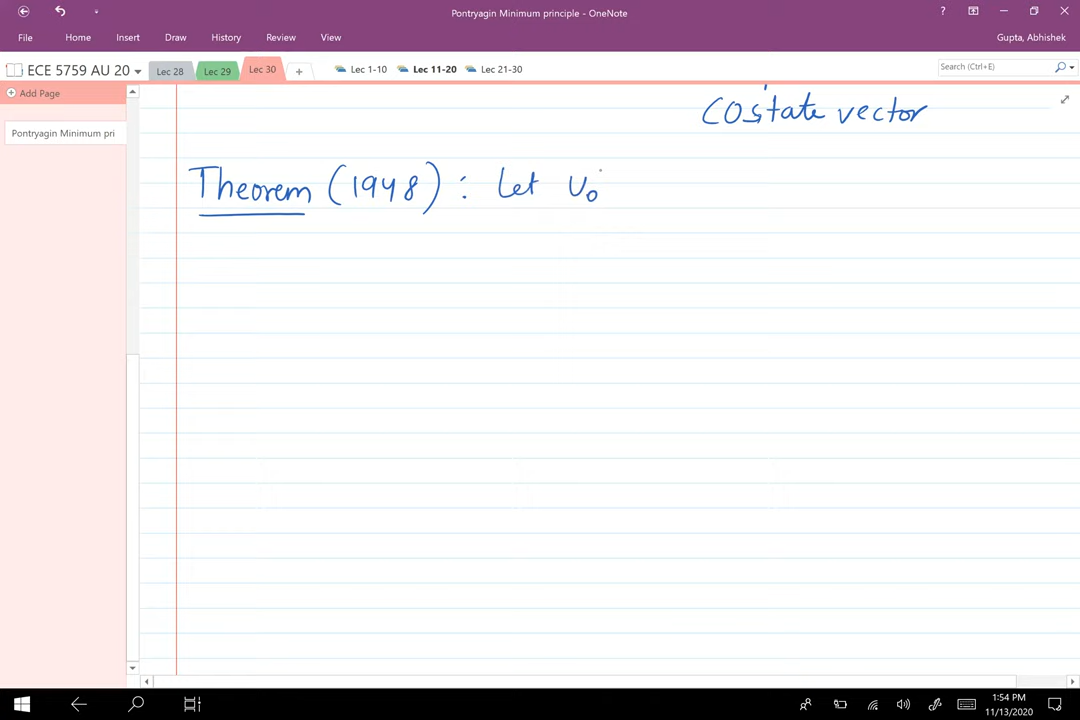 Pontryagin Minimum principle - OneNote
?
File Home Insert Draw History Review View
Gupta, Abhishek
ECE 5759 AU 20
Lec 28 Lec 29 Lec 30 + Lec 1-10 Lec 11-20 Lec 21-30
Search (Ctrl+E)
Add Page
Pontryagin Minimum pri
Costate vector
Theorem (1948) : Let U₀
1:54 PM
11/13/2020